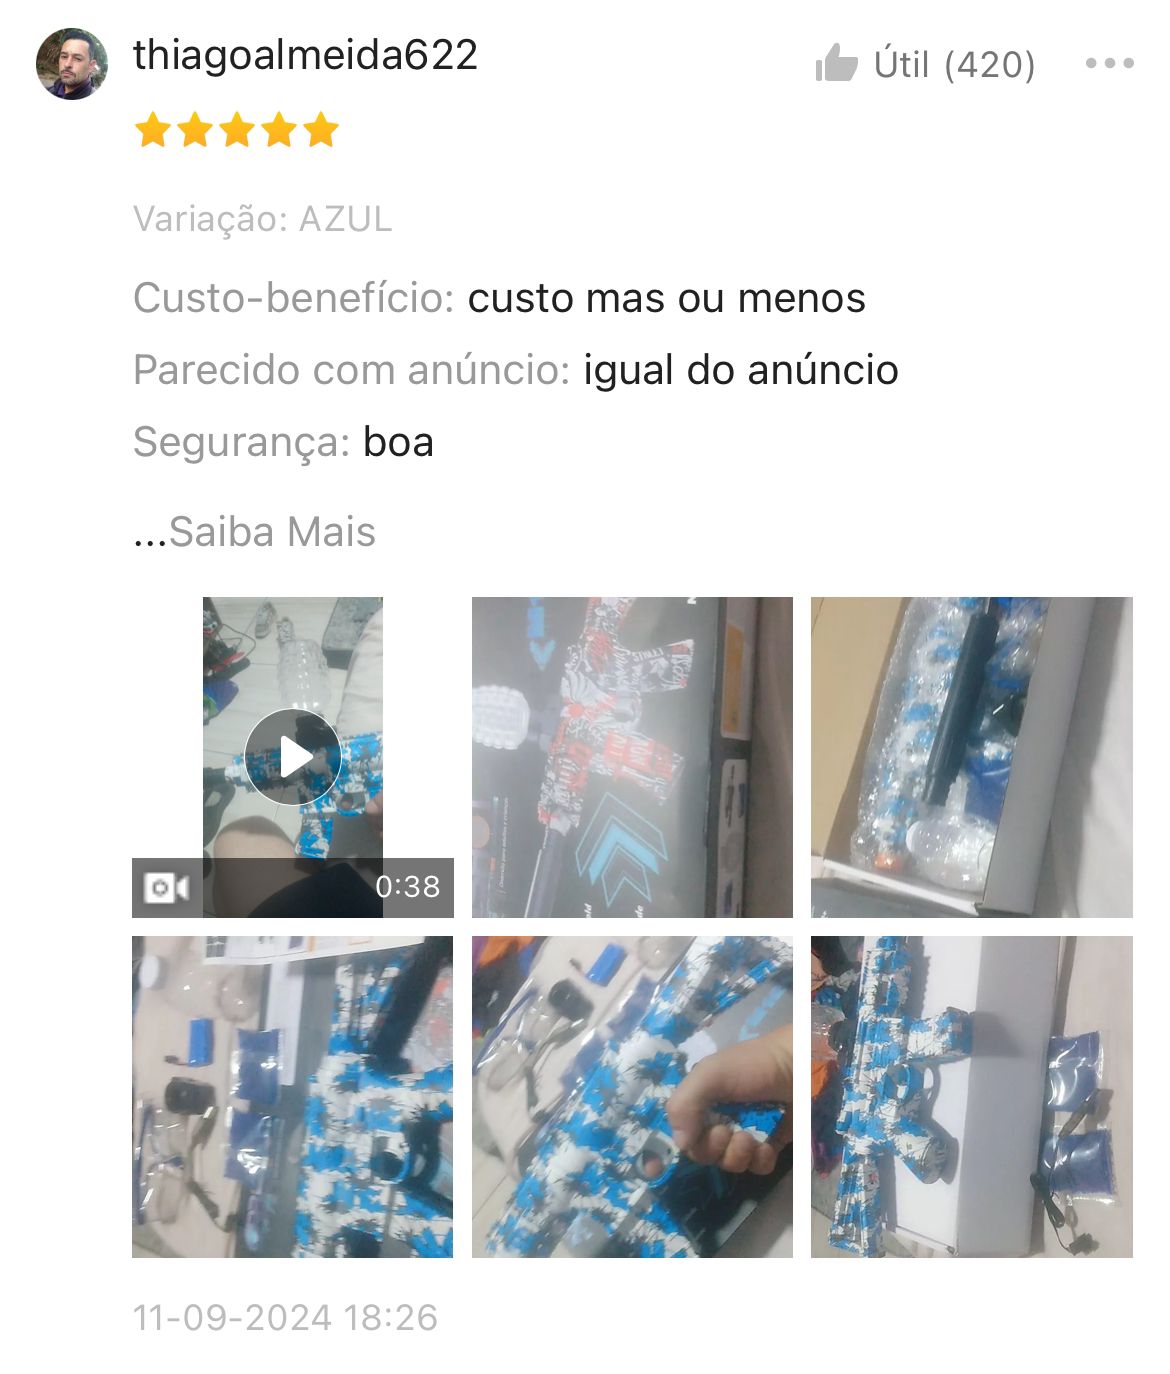 thiagoalmeida622
Útil (420)
Variação: AZUL
Custo-benefício: custo mas ou menos
Parecido com anúncio: igual do anúncio
Segurança: boa
...Saiba Mais
0:38
11-09-2024 18:26